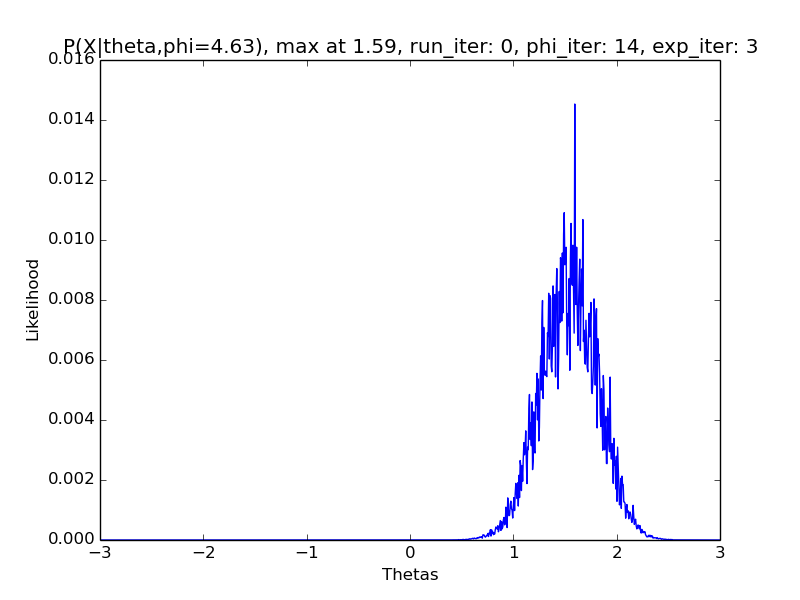 P(X|theta,phi=4.63), max at 1.59, run_iter: 0, phi_iter: 14, exp_iter: 3
0.016
0.014
0.012
0.010
0.008
0.006
0.004
0.002
0.000
Likelihood
−3 −2 −1 0 1 2 3
Thetas